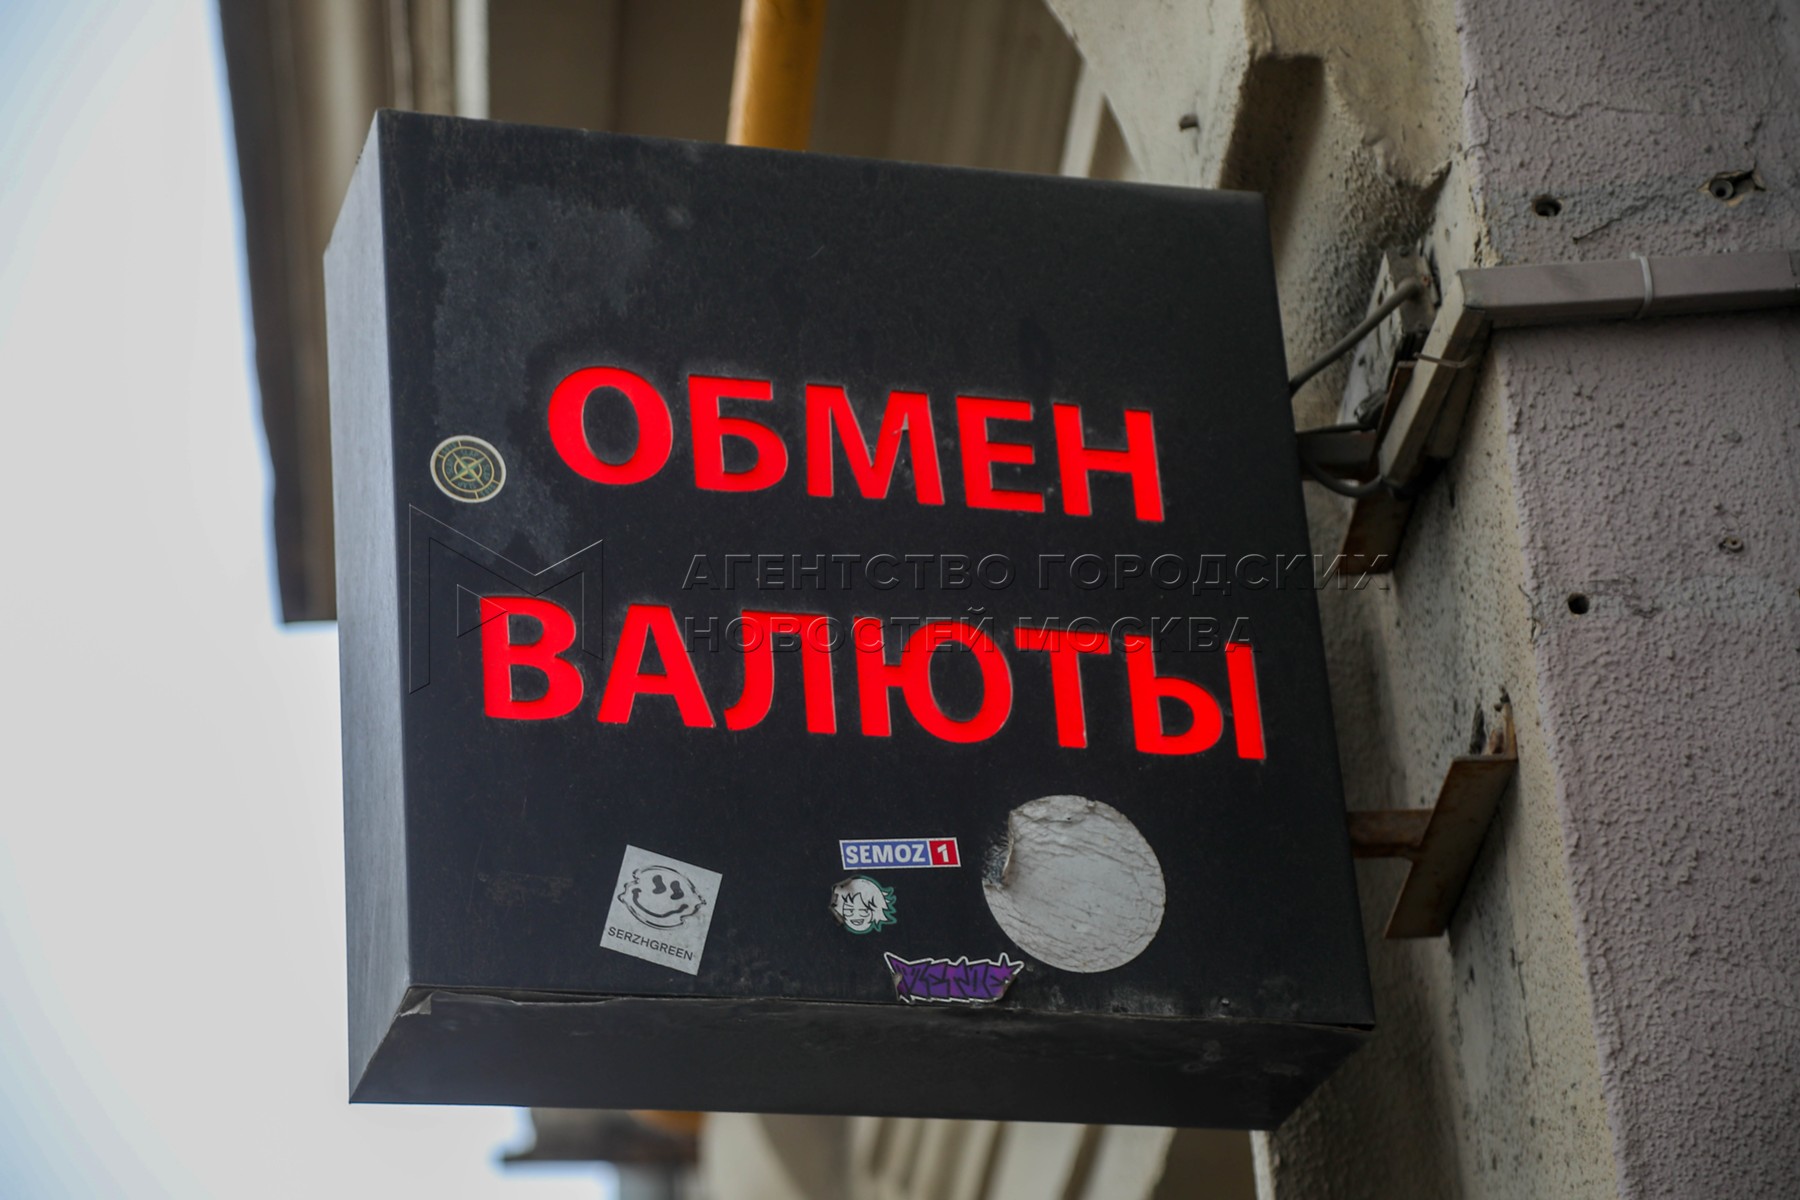 ОБМЕН
АГЕНТСТВО ГОРОДСКИХ
НОВОСТЕЙ МОСКВА
ВАЛЮТЫ
SEMOZ 1
SERZHGREEN